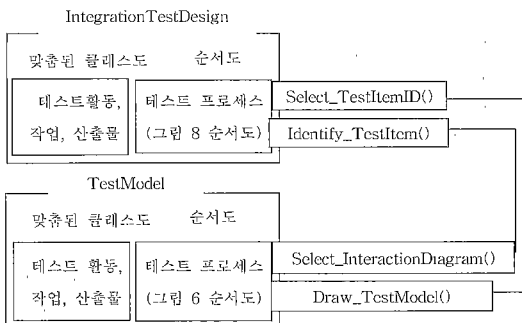 IntegrationTestDesign
맞춤된 클래스도 순서도
테스트활동, 테스트 프로세스 Select_TestItemID()
작업, 산출물 (그림 8 순서도) Identify_TestItem()
TestModel
맞춤된 클래스도 순서도
테스트 활동, 테스트 프로세스 Select_InteractionDiagram()
작업, 산출물 (그림 6 순서도) Draw_TestModel()